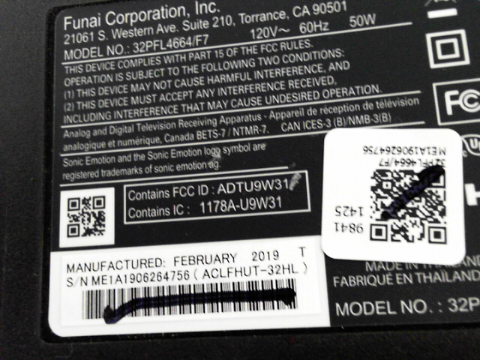 Funai Corporation, Inc.
21061 S. Western Ave. Suite 210, Torrance, CA 90501
MODEL NO.: 32PFL4664/F7 120V~ 60Hz 50W
THIS DEVICE COMPLIES WITH PART 15 OF THE FCC RULES.
OPERATION IS SUBJECT TO THE FOLLOWING TWO CONDITIONS:
(1) THIS DEVICE MAY NOT CAUSE HARMFUL INTERFERENCE, AND
(2) THIS DEVICE MUST ACCEPT ANY INTERFERENCE RECEIVED,
INCLUDING INTERFERENCE THAT MAY CAUSE UNDESIRED OPERATION.
Analog and Digital Television Receiving Apparatus - Appareil de réception de télévision
analogique et numérique, Canada BETS-7 / NTMR-7. CAN ICES-3 (B)/NMB-3(B)
Sonic Emotion and the Sonic Emotion logo symbol are
registered trademarks of sonic emotion ag.
Contains FCC ID : ADTU9W31
Contains IC : 1178A-U9W31
FC
32PFL4664/F7
ME1A1906264756
9841
1425
MANUFACTURED: FEBRUARY 2019 T
S/N ME1A1906264756 (ACLFHUT-32HL)
MADE IN THAILAND
FABRIQUÉ EN THAÏLAN
MODEL NO. : 32P